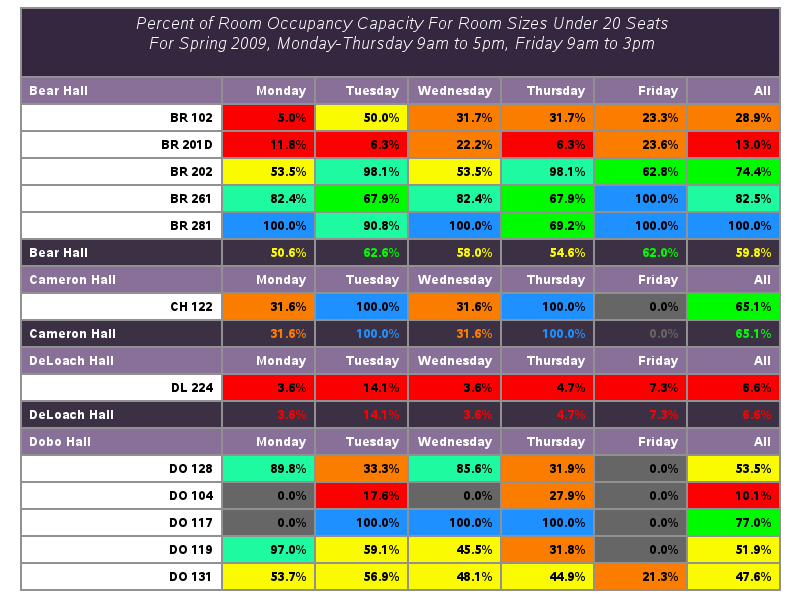 Percent of Room Occupancy Capacity For Room Sizes Under 20 Seats
For Spring 2009, Monday-Thursday 9am to 5pm, Friday 9am to 3pm
Bear Hall Monday Tuesday Wednesday Thursday Friday All
BR 102 5.0% 50.0% 31.7% 31.7% 23.3% 28.9%
BR 201D 11.8% 6.3% 22.2% 6.3% 23.6% 13.0%
BR 202 53.5% 98.1% 53.5% 98.1% 62.8% 74.4%
BR 261 82.4% 67.9% 82.4% 67.9% 100.0% 82.5%
BR 281 100.0% 90.8% 100.0% 69.2% 100.0% 100.0%
Bear Hall 50.6% 62.6% 58.0% 54.6% 62.0% 59.8%
Cameron Hall Monday Tuesday Wednesday Thursday Friday All
CH 122 31.6% 100.0% 31.6% 100.0% 0.0% 65.1%
Cameron Hall 31.6% 100.0% 31.6% 100.0% 0.0% 65.1%
DeLoach Hall Monday Tuesday Wednesday Thursday Friday All
DL 224 3.6% 14.1% 3.6% 4.7% 7.3% 6.6%
DeLoach Hall 3.6% 14.1% 3.6% 4.7% 7.3% 6.6%
Dobo Hall Monday Tuesday Wednesday Thursday Friday All
DO 128 89.8% 33.3% 85.6% 31.9% 0.0% 53.5%
DO 104 0.0% 17.6% 0.0% 27.9% 0.0% 10.1%
DO 117 0.0% 100.0% 100.0% 100.0% 0.0% 77.0%
DO 119 97.0% 59.1% 45.5% 31.8% 0.0% 51.9%
DO 131 53.7% 56.9% 48.1% 44.9% 21.3% 47.6%